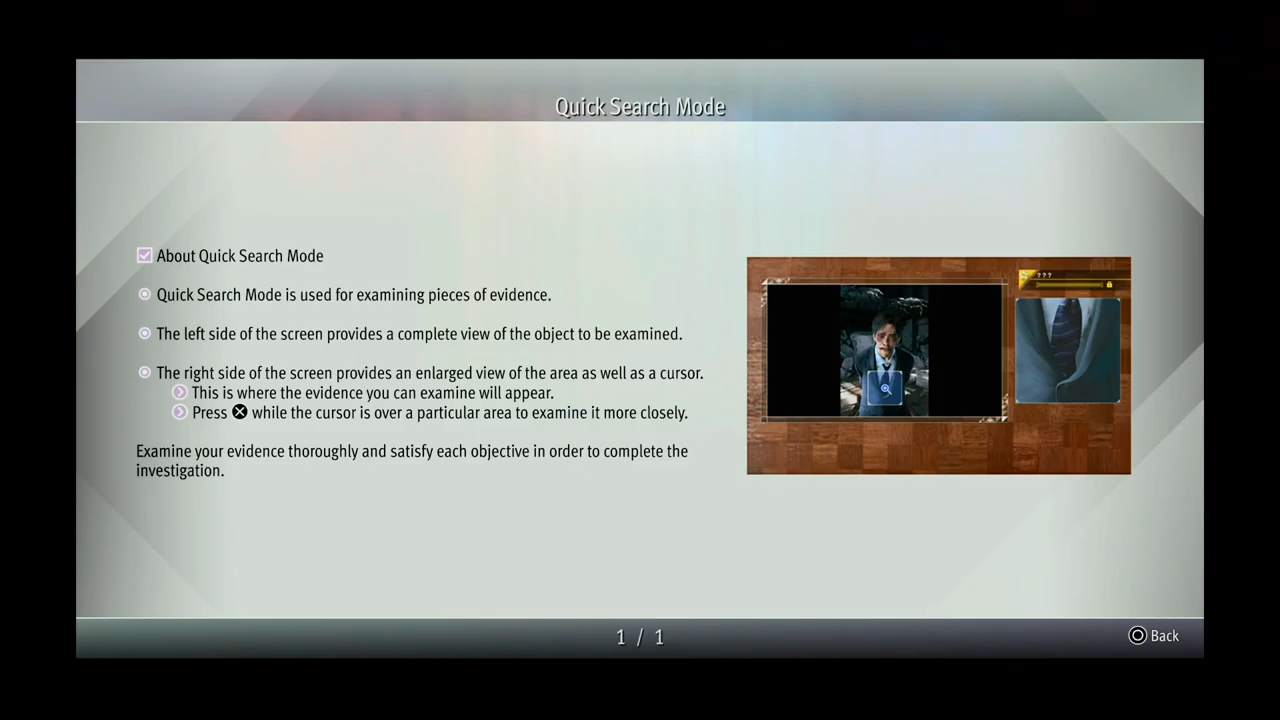 Quick Search Mode
About Quick Search Mode
Quick Search Mode is used for examining pieces of evidence.
The left side of the screen provides a complete view of the object to be examined.
The right side of the screen provides an enlarged view of the area as well as a cursor.
This is where the evidence you can examine will appear.
Press ⓧ while the cursor is over a particular area to examine it more closely.
Examine your evidence thoroughly and satisfy each objective in order to complete the
investigation.
???
1 / 1
Back